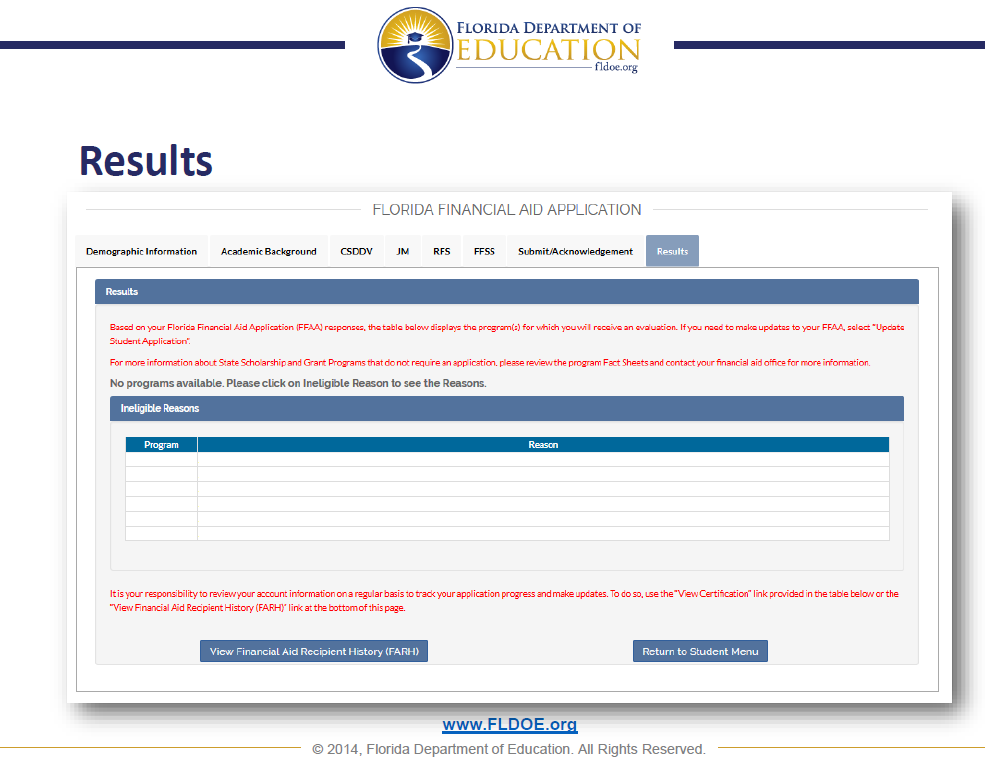 FLORIDA DEPARTMENT OF
EDUCATION
fldoe.org
Results
FLORIDA FINANCIAL AID APPLICATION
Demographic Information Academic Background CSDDV JM RFS FFSS Submit/Acknowledgement Results
Results
Based on your Florida Financial Aid Application (FFAA) responses, the table below displays the program(s) for which you will receive an evaluation. If you need to make updates to your FFAA, select "Update
Student Application".
For more information about State Scholarship and Grant Programs that do not require an application, please review the program Fact Sheets and contact your financial aid office for more information.
No programs available. Please click on Ineligible Reason to see the Reasons.
Ineligible Reasons
Program Reason
It is your responsibility to review your account information on a regular basis to track your application progress and make updates. To do so, use the "View Certification" link provided in the table below or the
"View Financial Aid Recipient History (FARH)" link at the bottom of this page.
View Financial Aid Recipient History (FARH) Return to Student Menu
www.FLDOE.org
© 2014, Florida Department of Education. All Rights Reserved.